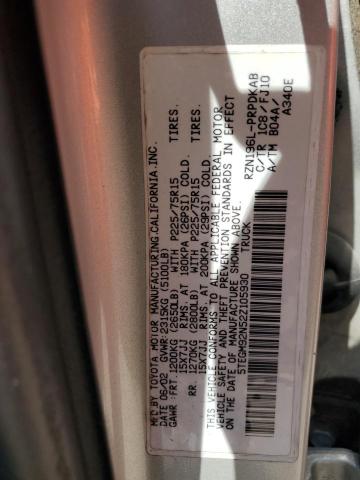 MFD BY TOYOTA MOTOR MANUFACTURING, CALIFORNIA, INC.
DATE 06/02 GVWR: 2315KG (5100LB)
GAWR: FRT. 1200KG (2650LB) WITH P225/75R15 TIRES.
15X7JJ RIMS. AT 180KPA (26PSI) COLD.
RR 1270KG (2800LB) WITH P225/75R15 TIRES.
15X7JJ RIMS. AT 200KPA (29PSI) COLD.
THIS VEHICLE CONFORMS TO ALL APPLICABLE FEDERAL MOTOR
VEHICLE SAFETY AND THEFT PREVENTION STANDARDS IN EFFECT
ON THE DATE OF MANUFACTURE SHOWN ABOVE.
5TEGM92N52Z105930 TRUCK
RZN196L-PRPDKAB
C/TR 1C8/FJ10
A/TM B04A/
A340E